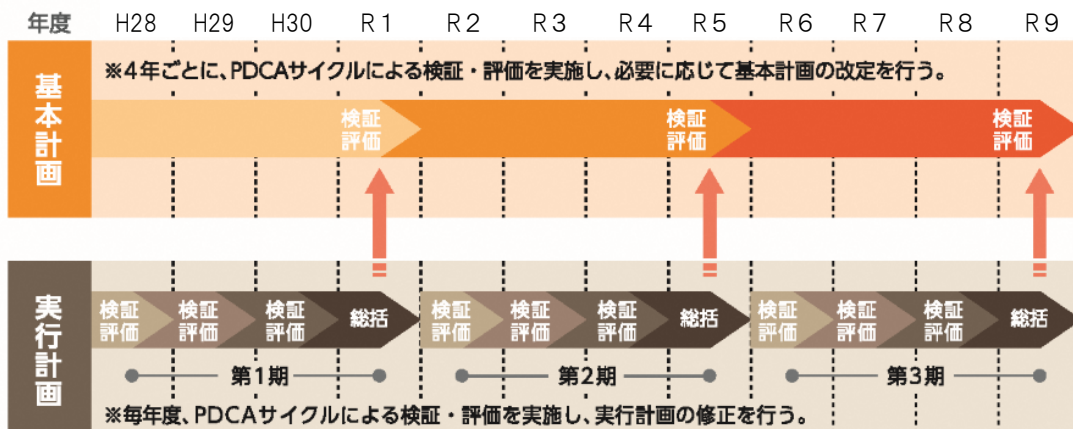 年度 H28 H29 H30 R1 R2 R3 R4 R5 R6 R7 R8 R9
基本計画
※4年ごとに、PDCAサイクルによる検証・評価を実施し、必要に応じて基本計画の改定を行う。
検証 検証 検証
評価 評価 評価
実行計画
検証 検証 検証 総括 検証 検証 検証 総括 検証 検証 検証 総括
評価 評価 評価 評価 評価 評価 評価 評価 評価
第1期 第2期 第3期
※毎年度、PDCAサイクルによる検証・評価を実施し、実行計画の修正を行う。